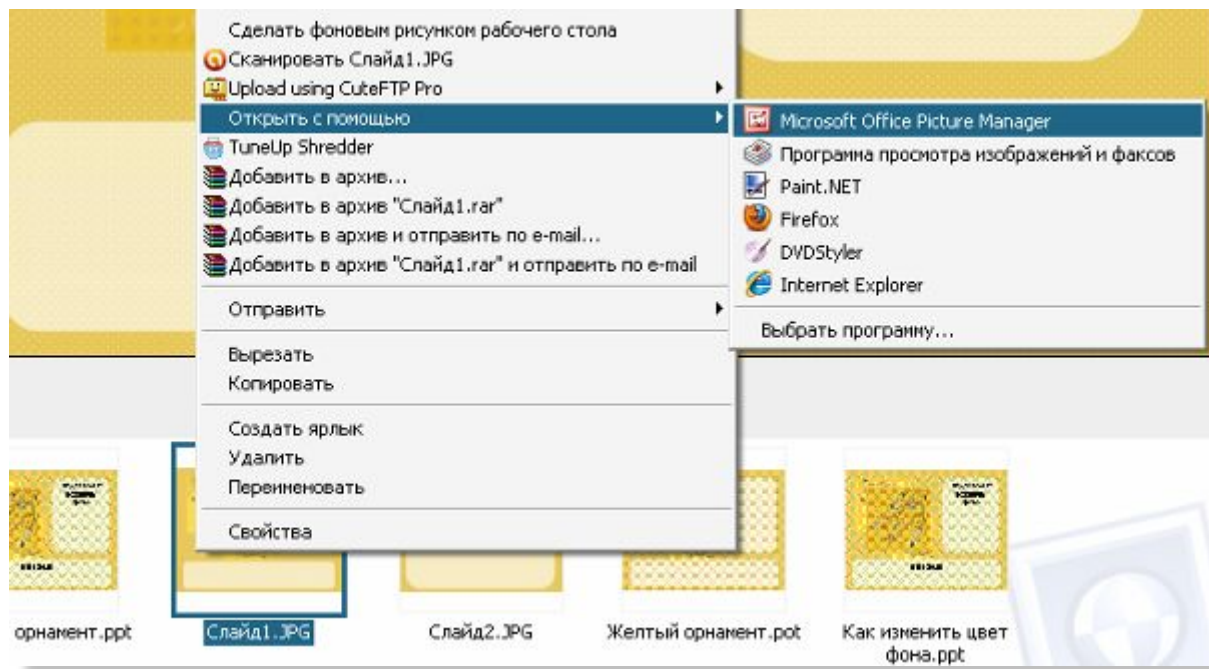 Сделать фоновым рисунком рабочего стола
Сканировать Слайд1.JPG
Upload using CuteFTP Pro
Открыть с помощью
TuneUp Shredder
Добавить в архив...
Добавить в архив "Слайд1.rar"
Добавить в архив и отправить по e-mail...
Добавить в архив "Слайд1.rar" и отправить по e-mail
Отправить
Вырезать
Копировать
Создать ярлык
Удалить
Переименовать
Свойства
Microsoft Office Picture Manager
Программа просмотра изображений и факсов
Paint.NET
Firefox
DVDStyler
Internet Explorer
Выбрать программу...
орнамент.ppt
Слайд1.JPG
Слайд2.JPG
Желтый орнамент.pot
Как изменить цвет
фона.ppt